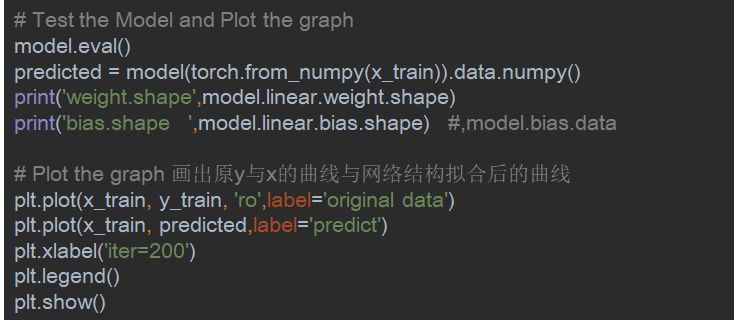 # Test the Model and Plot the graph
model.eval()
predicted = model(torch.from_numpy(x_train)).data.numpy()
print('weight.shape',model.linear.weight.shape)
print('bias.shape   ',model.linear.bias.shape)   #,model.bias.data
# Plot the graph 画出原y与x的曲线与网络结构拟合后的曲线
plt.plot(x_train, y_train, 'ro',label='original data')
plt.plot(x_train, predicted,label='predict')
plt.xlabel('iter=200')
plt.legend()
plt.show()